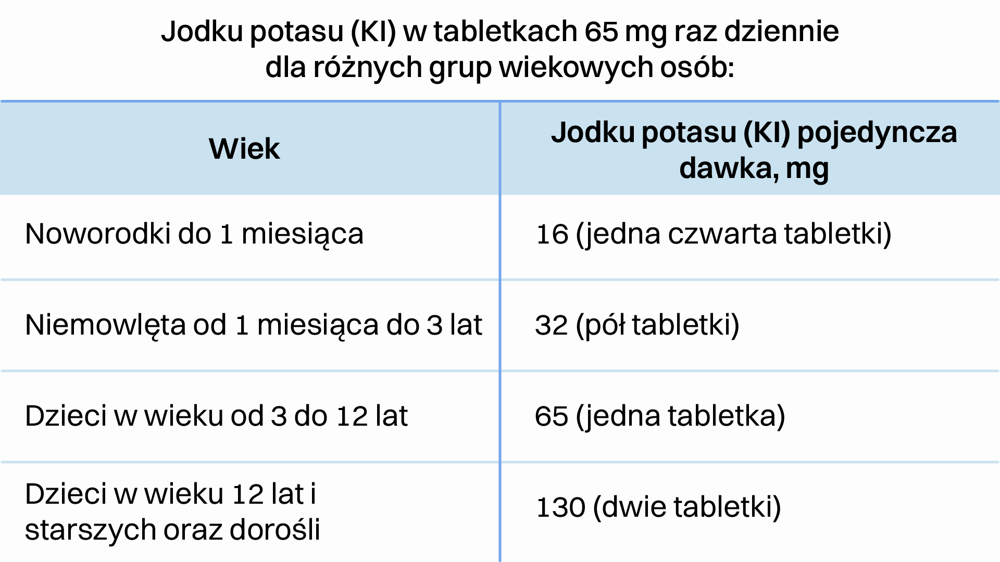 Jodku potasu (KI) w tabletkach 65 mg raz dziennie
dla różnych grup wiekowych osób:
Wiek
Jodku potasu (KI) pojedyncza
dawka, mg
Noworodki do 1 miesiąca
16 (jedna czwarta tabletki)
Niemowlęta od 1 miesiąca do 3 lat
32 (pół tabletki)
Dzieci w wieku od 3 do 12 lat
65 (jedna tabletka)
Dzieci w wieku 12 lat i
starszych oraz dorośli
130 (dwie tabletki)